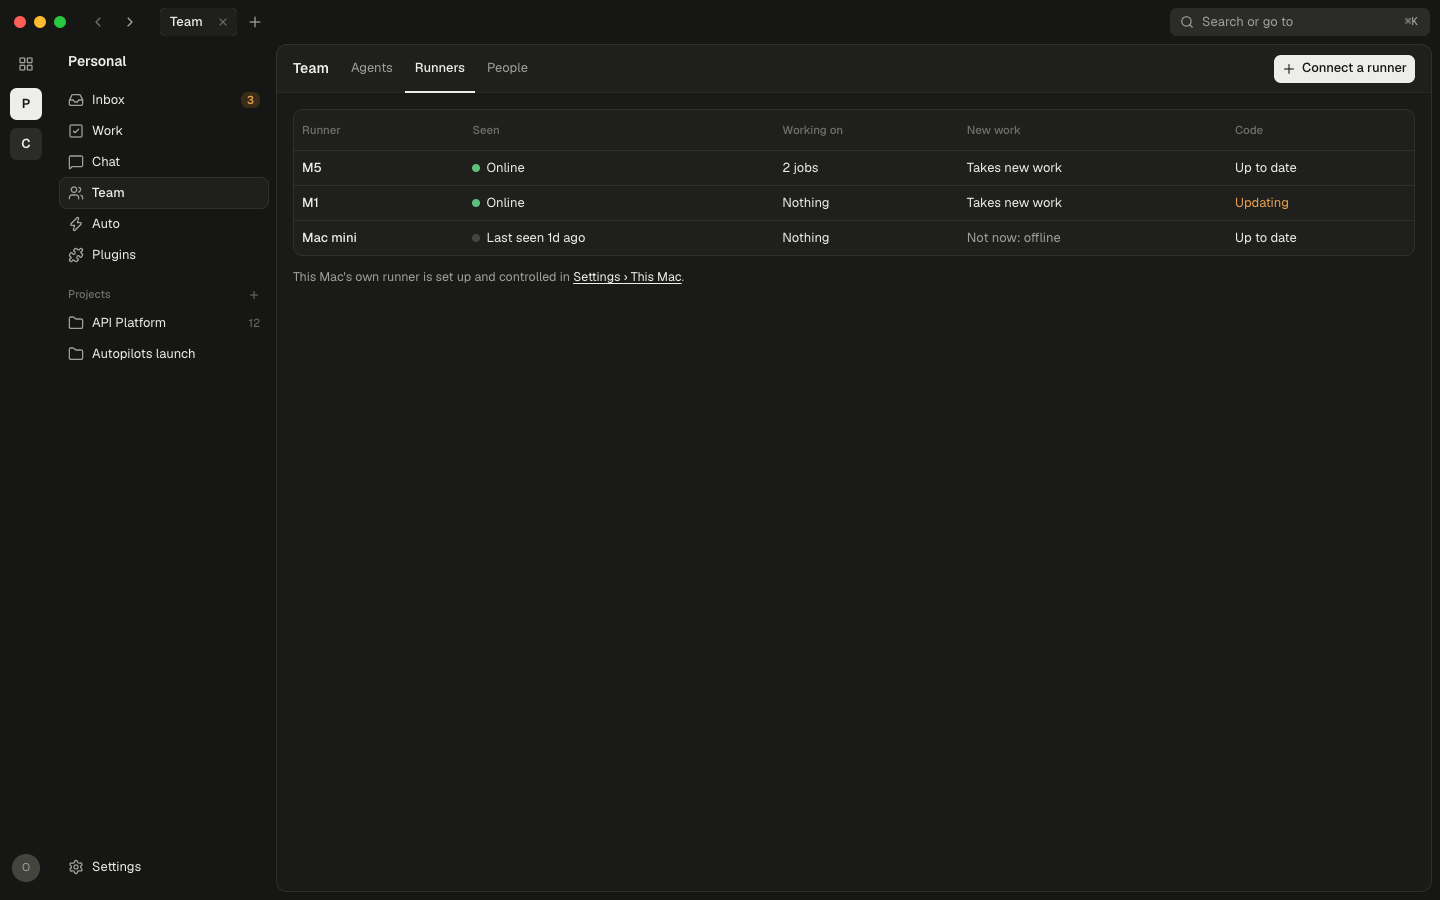 Team
Search or go to ⌘K
Personal
P
C
Inbox 3
Work
Chat
Team
Auto
Plugins
Projects
API Platform 12
Autopilots launch
Settings
O
Team Agents Runners People
Connect a runner
Runner Seen Working on New work Code
M5 Online 2 jobs Takes new work Up to date
M1 Online Nothing Takes new work Updating
Mac mini Last seen 1d ago Nothing Not now: offline Up to date
This Mac's own runner is set up and controlled in Settings › This Mac.